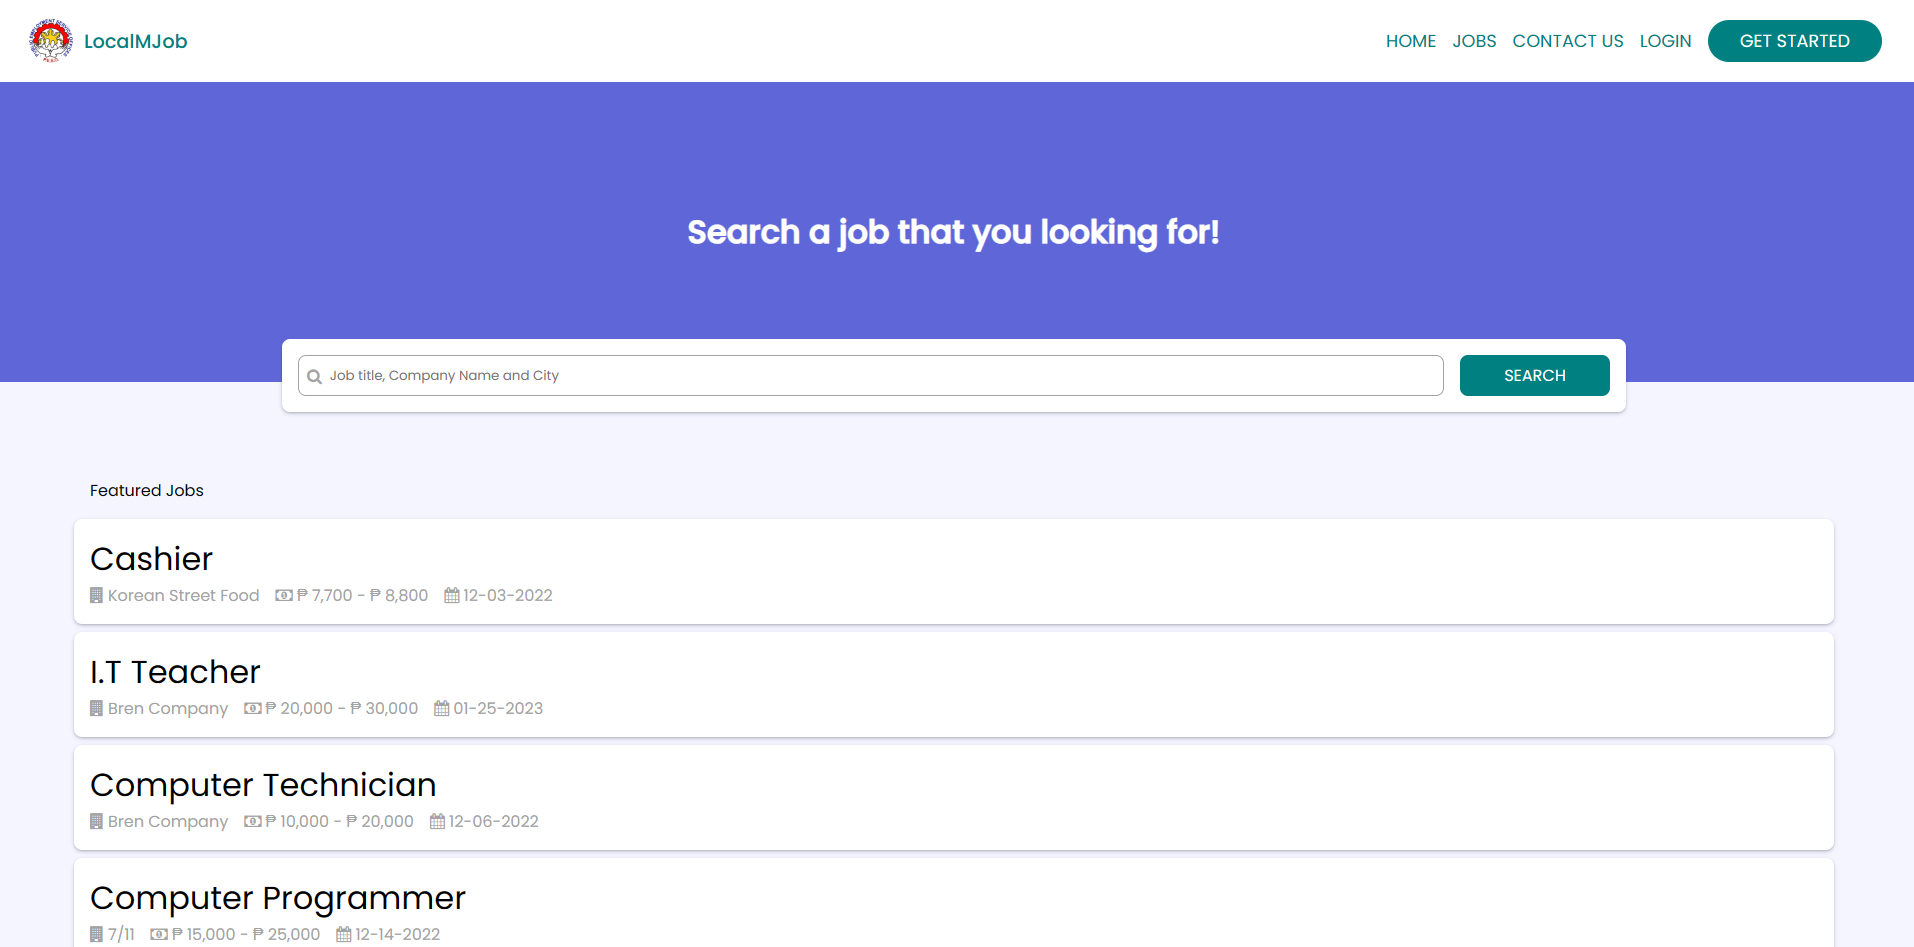 LocalMJob
HOME JOBS CONTACT US LOGIN GET STARTED
Search a job that you looking for!
Job title, Company Name and City
SEARCH
Featured Jobs
Cashier
Korean Street Food ₱ 7,700 - ₱ 8,800 12-03-2022
I.T Teacher
Bren Company ₱ 20,000 - ₱ 30,000 01-25-2023
Computer Technician
Bren Company ₱ 10,000 - ₱ 20,000 12-06-2022
Computer Programmer
7/11 ₱ 15,000 - ₱ 25,000 12-14-2022